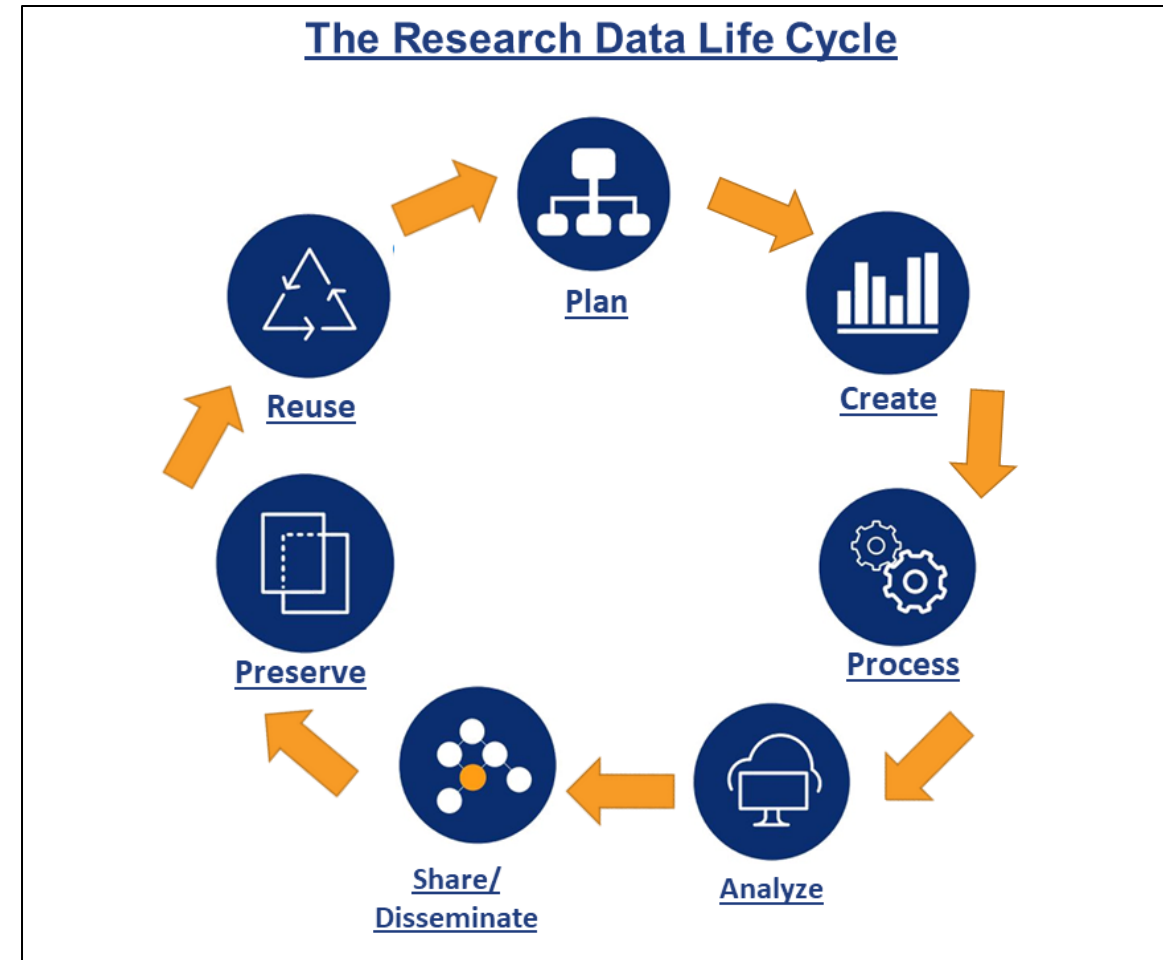 The Research Data Life Cycle
Plan
Create
Process
Analyze
Share/
Disseminate
Preserve
Reuse